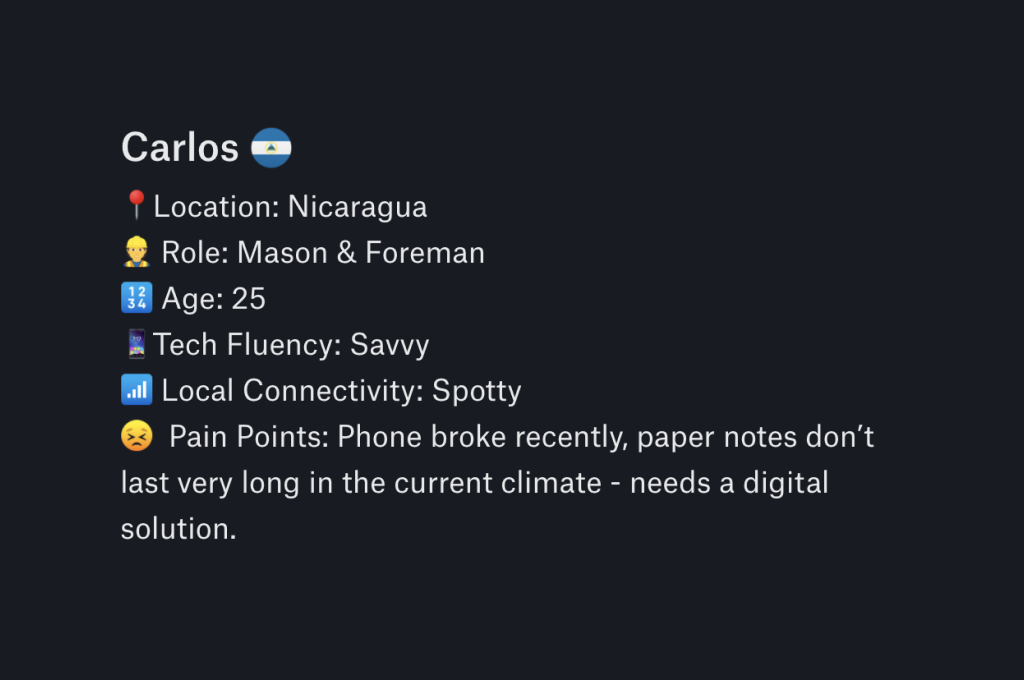 Carlos 🇳🇮
📍Location: Nicaragua
👷 Role: Mason & Foreman
🔢 Age: 25
📱Tech Fluency: Savvy
📶 Local Connectivity: Spotty
😣 Pain Points: Phone broke recently, paper notes don’t
last very long in the current climate - needs a digital
solution.